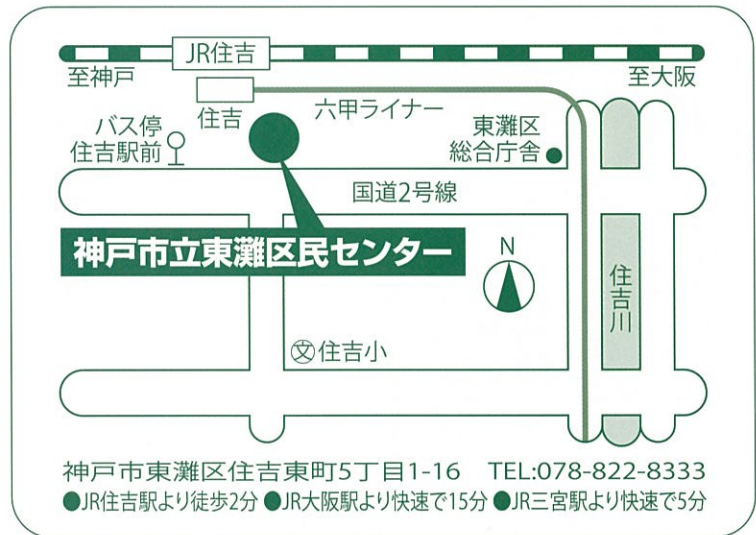 JR住吉
至神戸
至大阪
住吉
六甲ライナー
バス停
住吉駅前
東灘区
総合庁舎
国道2号線
神戸市立東灘区民センター
N
住吉川
文住吉小
神戸市東灘区住吉東町5丁目1-16 TEL:078-822-8333
●JR住吉駅より徒歩2分 ●JR大阪駅より快速で15分 ●JR三宮駅より快速で5分